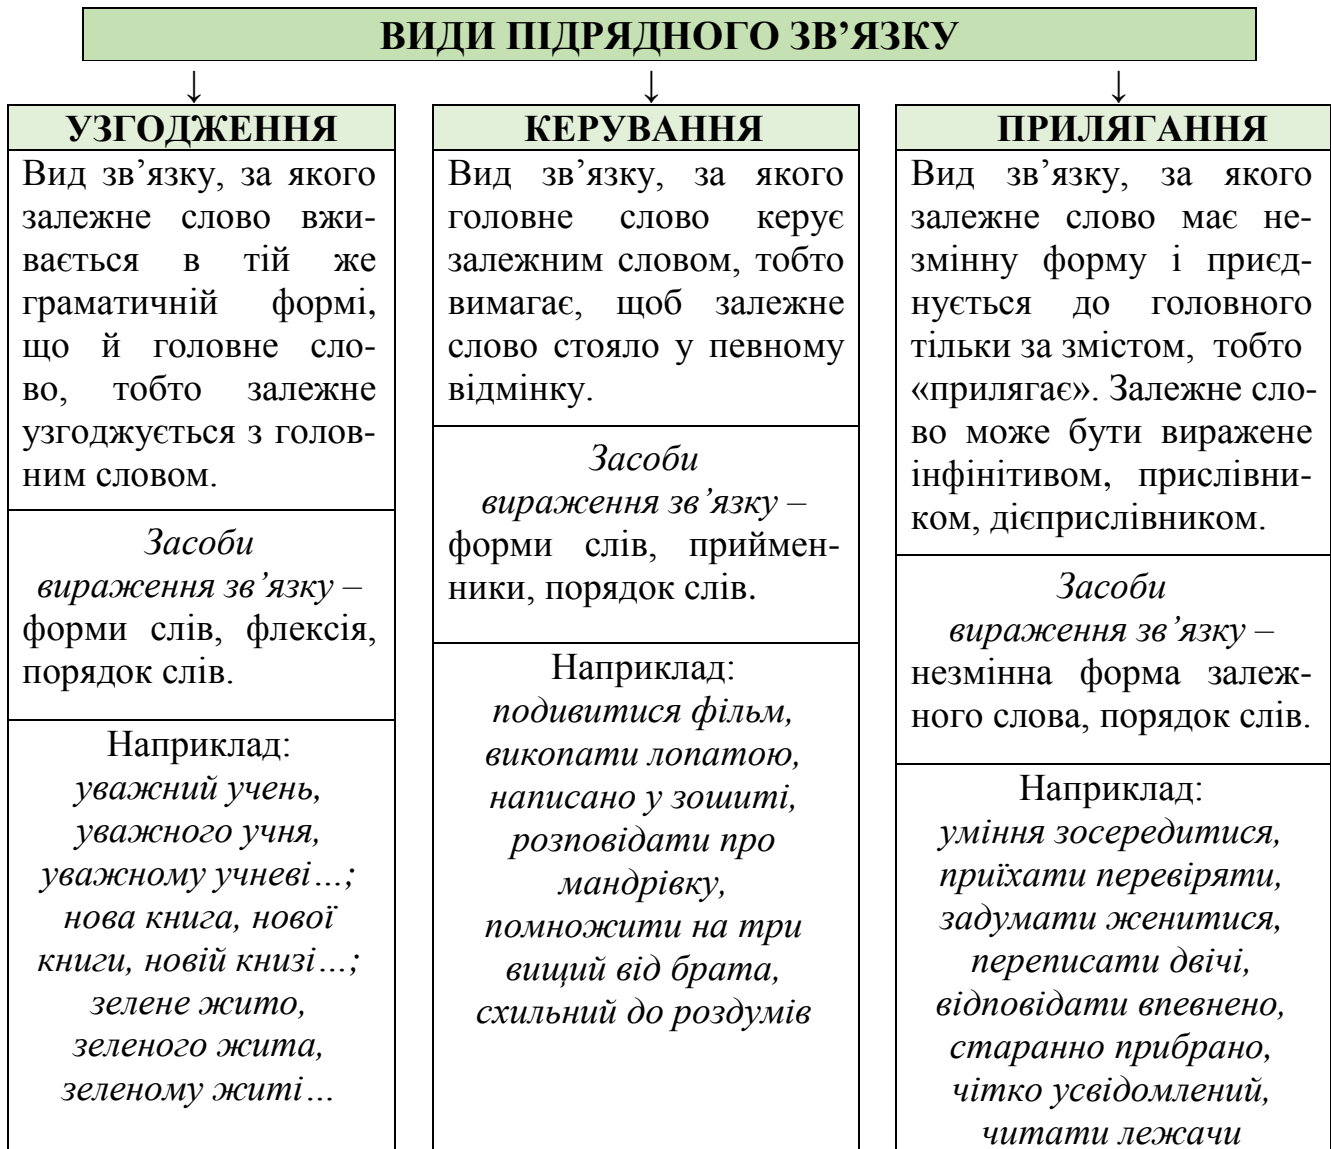 ВИДИ ПІДРЯДНОГО ЗВ’ЯЗКУ
↓ ↓ ↓
УЗГОДЖЕННЯ
Вид зв’язку, за якого
залежне слово вжи-
вається в тій же
граматичній формі,
що й головне сло-
во, тобто залежне
узгоджується з голов-
ним словом.
Засоби
вираження зв’язку –
форми слів, флексія,
порядок слів.
Наприклад:
уважний учень,
уважного учня,
уважному учневі…;
нова книга, нової
книги, новій книзі…;
зелене жито,
зеленого жита,
зеленому житі…
КЕРУВАННЯ
Вид зв’язку, за якого
головне слово керує
залежним словом, тобто
вимагає, щоб залежне
слово стояло у певному
відмінку.
Засоби
вираження зв’язку –
форми слів, приймен-
ники, порядок слів.
Наприклад:
подивитися фільм,
викопати лопатою,
написано у зошиті,
розповідати про
мандрівку,
помножити на три
вищий від брата,
схильний до роздумів
ПРИЛЯГАННЯ
Вид зв’язку, за якого
залежне слово має не-
змінну форму і приєд-
нується до головного
тільки за змістом, тобто
«прилягає». Залежне сло-
во може бути виражене
інфінітивом, прислівни-
ком, дієприслівником.
Засоби
вираження зв’язку –
незмінна форма залеж-
ного слова, порядок слів.
Наприклад:
уміння зосередитися,
приїхати перевіряти,
задумати женитися,
переписати двічі,
відповідати впевнено,
старанно прибрано,
чітко усвідомлений,
читати лежачи